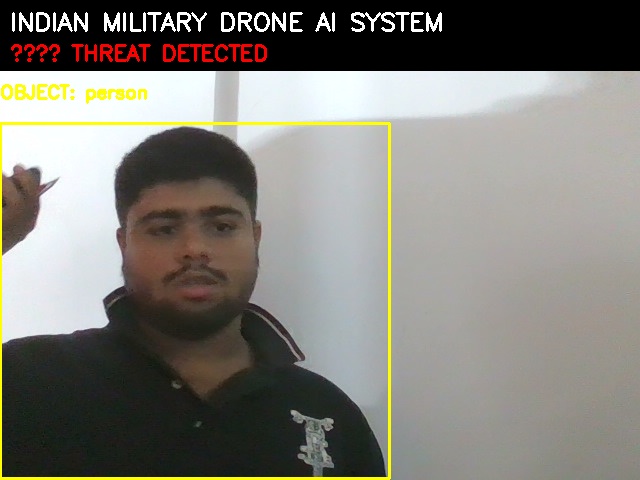 INDIAN MILITARY DRONE AI SYSTEM
???? THREAT DETECTED
OBJECT: person